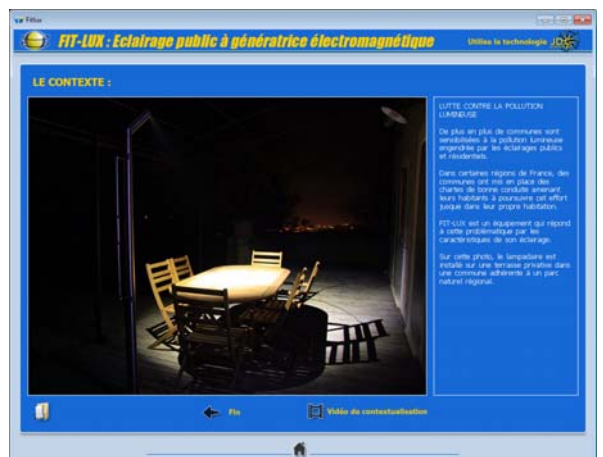 Fitlux
FIT-LUX : Eclairage public à génératrice électromagnétique
Utilise la technologie
LE CONTEXTE :
LUTTE CONTRE LA POLLUTION
LUMINEUSE
De plus en plus de communes sont
sensibilisées à la pollution lumineuse
engendrée par les éclairages publics
et résidentiels.
Dans certaines régions de France, des
communes ont mis en place des
chartes de bonne conduite amenant
leurs habitants à poursuivre cet effort
jusque dans leur propre habitation.
FIT-LUX est un équipement qui répond
à cette problématique par les
caractéristiques de son éclairage.
Sur cette photo, le lampadaire est
installé sur une terrasse privative dans
une commune adhérente à un parc
naturel régional.
Fin
Vidéo de contextualisation